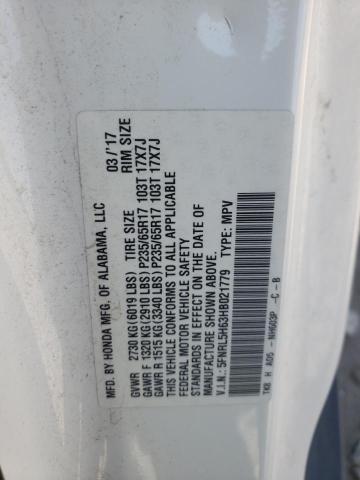 MFD. BY HONDA MFG. OF ALABAMA, LLC 03/'17
TIRE SIZE RIM SIZE
GVWR 2730 KG (6019 LBS)
GAWR F 1320 KG (2910 LBS) P235/65R17 103T 17X7J
GAWR R 1515 KG (3340 LBS) P235/65R17 103T 17X7J
THIS VEHICLE CONFORMS TO ALL APPLICABLE
FEDERAL MOTOR VEHICLE SAFETY
STANDARDS IN EFFECT ON THE DATE OF
MANUFACTURE SHOWN ABOVE.
V.I.N.: 5FNRL5H63HB021779 TYPE: MPV
TK8 H A05 -NH603P -C -B